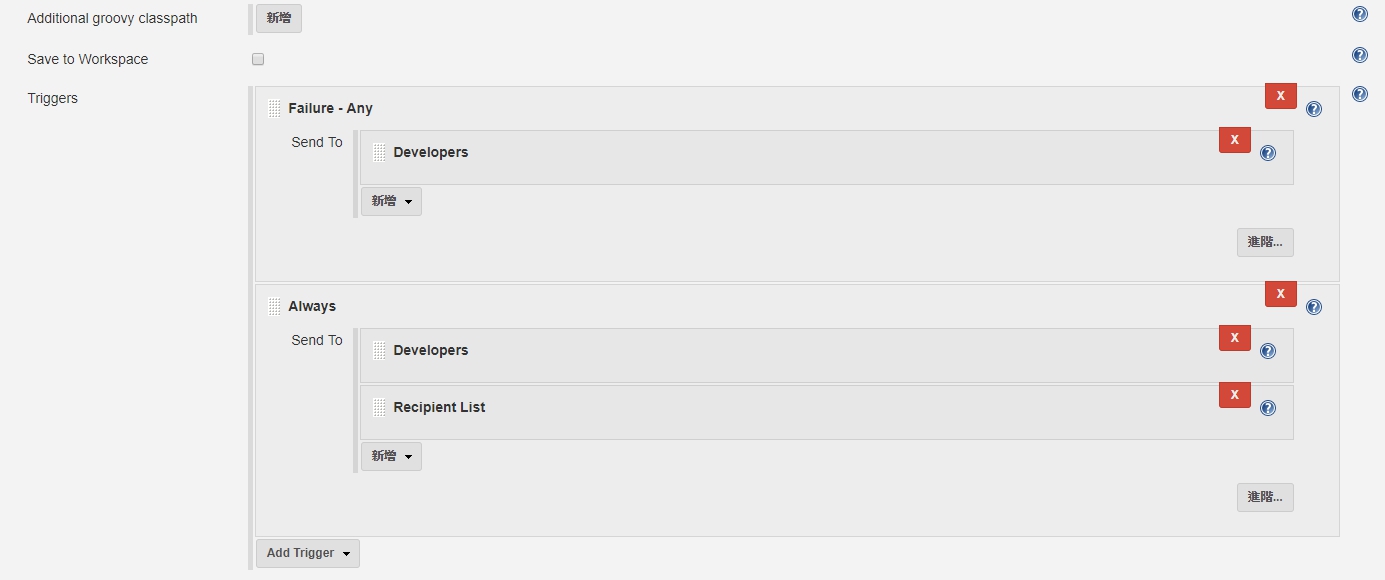 Additional groovy classpath 新增
Save to Workspace
Triggers
Failure - Any X
Send To
Developers X
新增
進階...
Always X
Send To
Developers X
Recipient List X
新增
進階...
Add Trigger